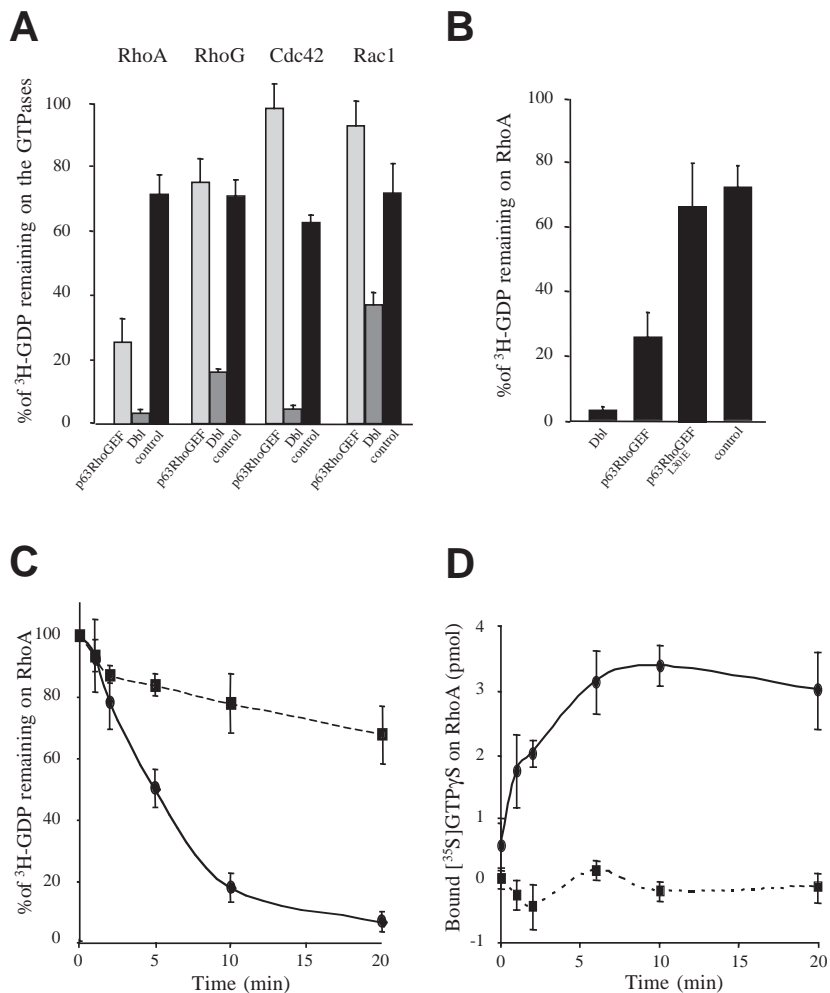 A
RhoA RhoG Cdc42 Rac1
%of ³H-GDP remaining on the GTPases
100
80
60
40
20
0
p63RhoGEF Dbl control p63RhoGEF Dbl control p63RhoGEF Dbl control p63RhoGEF Dbl control
B
%of ³H-GDP remaining on RhoA
100
80
60
40
20
0
Dbl p63RhoGEF p63RhoGEF L301E control
C
%of ³H-GDP remaining on RhoA
100
80
60
40
20
0
0 5 10 15 20
Time (min)
D
Bound [³⁵S]GTPγS on RhoA (pmol)
4
3
2
1
0
-1
0 5 10 15 20
Time (min)